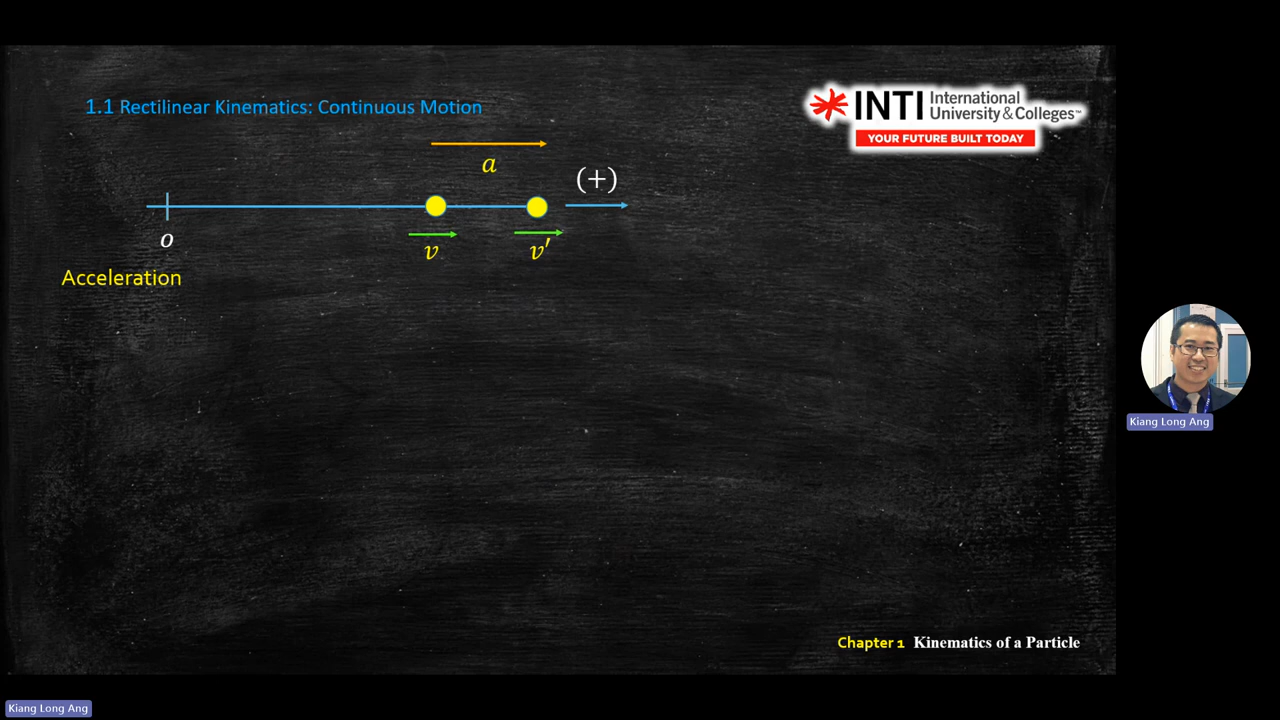 1.1 Rectilinear Kinematics: Continuous Motion
INTI International
University & Colleges™
YOUR FUTURE BUILT TODAY
a
(+)
o
v
v′
Acceleration
Kiang Long Ang
Chapter 1 Kinematics of a Particle
Kiang Long Ang